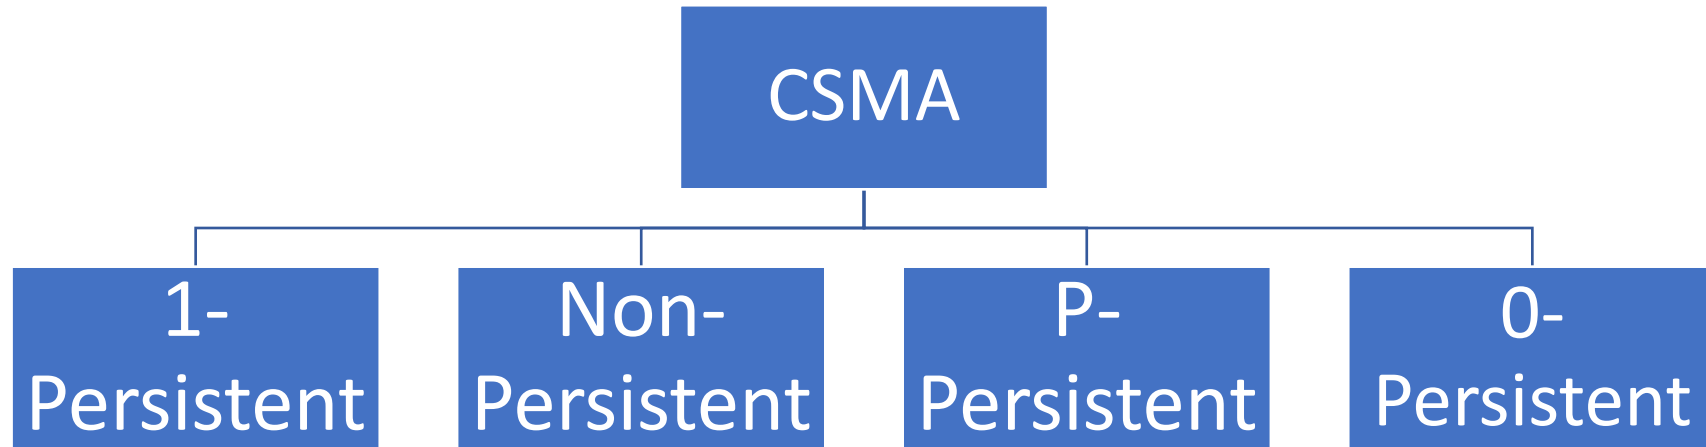 CSMA
1-
Persistent
Non-
Persistent
P-
Persistent
0-
Persistent